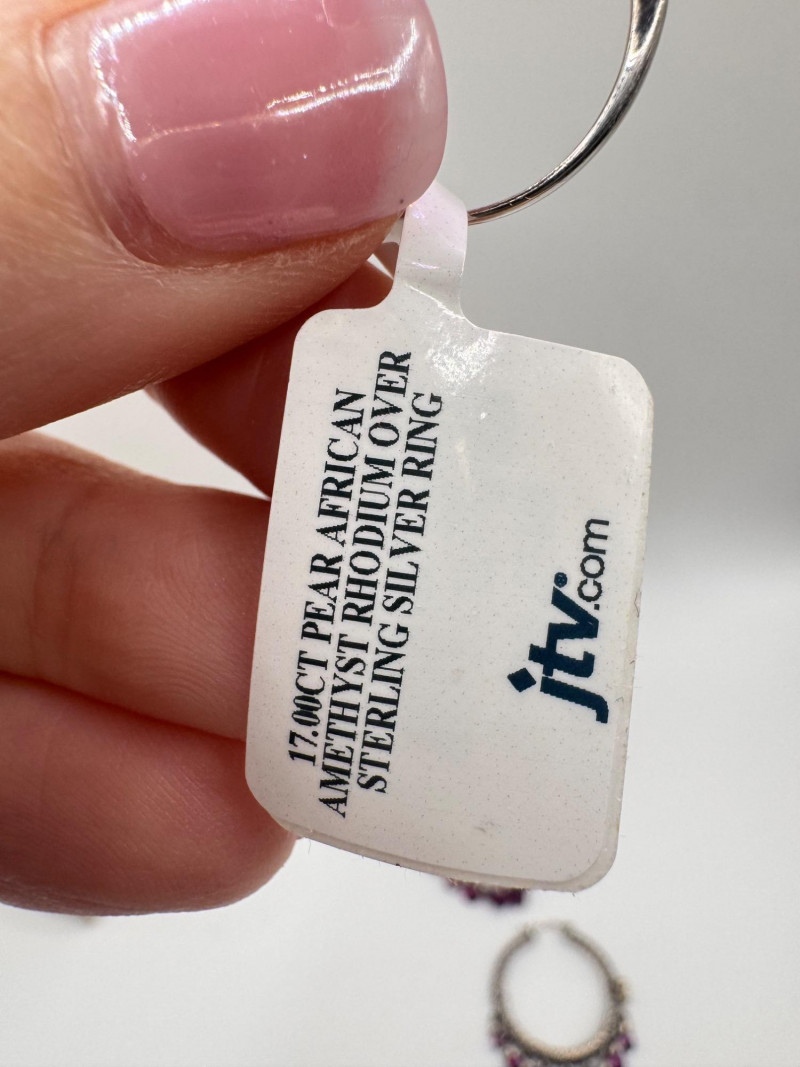 17.00CT PEAR AFRICAN
AMETHYST RHODIUM OVER
STERLING SILVER RING
jtv®.com